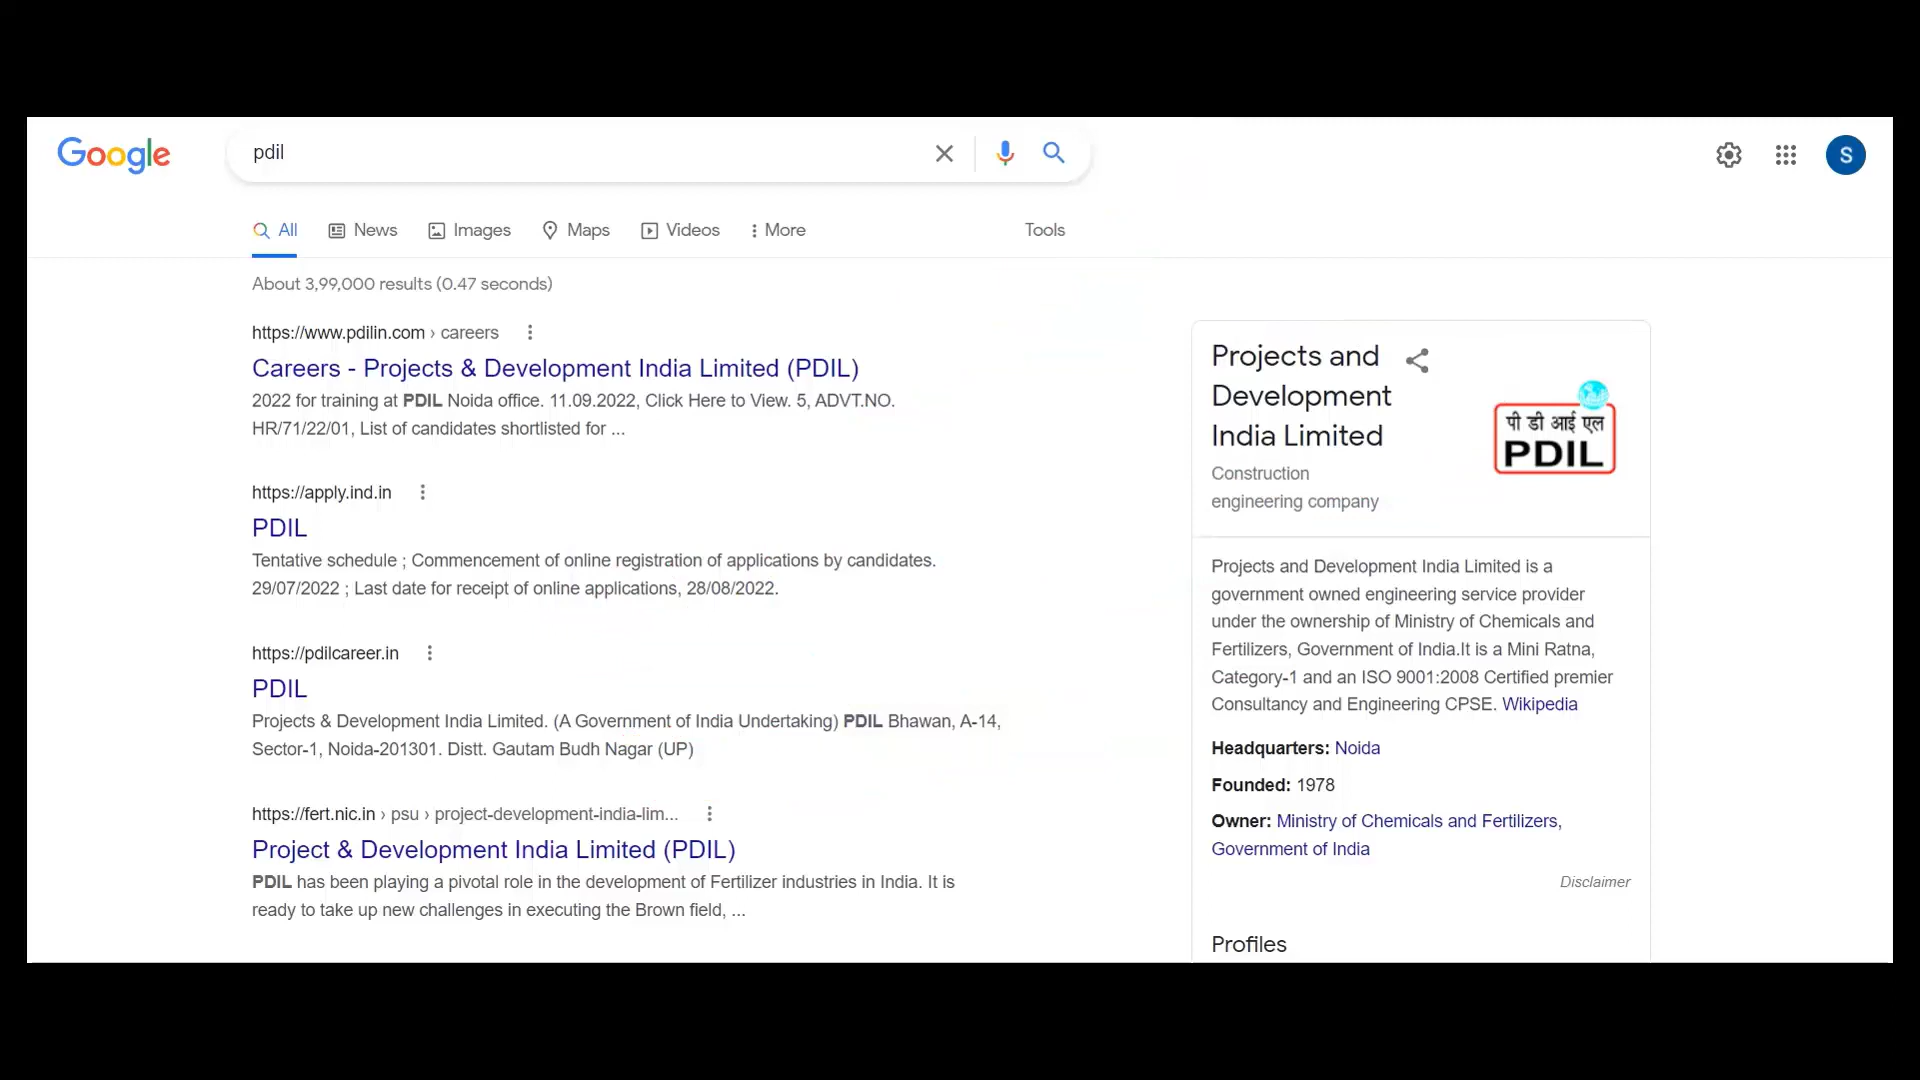 Google
pdil
S
All News Images Maps Videos More Tools
About 3,99,000 results (0.47 seconds)
https://www.pdilin.com › careers
Careers - Projects & Development India Limited (PDIL)
2022 for training at PDIL Noida office. 11.09.2022, Click Here to View. 5, ADVT.NO.
HR/71/22/01, List of candidates shortlisted for ...
https://apply.ind.in
PDIL
Tentative schedule ; Commencement of online registration of applications by candidates.
29/07/2022 ; Last date for receipt of online applications, 28/08/2022.
https://pdilcareer.in
PDIL
Projects & Development India Limited. (A Government of India Undertaking) PDIL Bhawan, A-14,
Sector-1, Noida-201301. Distt. Gautam Budh Nagar (UP)
https://fert.nic.in › psu › project-development-india-lim...
Project & Development India Limited (PDIL)
PDIL has been playing a pivotal role in the development of Fertilizer industries in India. It is
ready to take up new challenges in executing the Brown field, ...
Projects and
Development
India Limited
Construction
engineering company
पी डी आई एल
PDIL
Projects and Development India Limited is a
government owned engineering service provider
under the ownership of Ministry of Chemicals and
Fertilizers, Government of India.It is a Mini Ratna,
Category-1 and an ISO 9001:2008 Certified premier
Consultancy and Engineering CPSE. Wikipedia
Headquarters: Noida
Founded: 1978
Owner: Ministry of Chemicals and Fertilizers,
Government of India
Disclaimer
Profiles